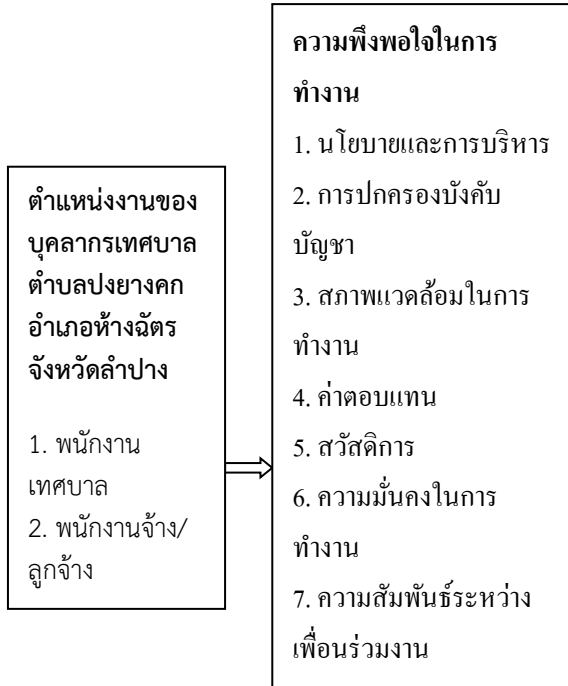 ตำแหน่งงานของ
บุคลากรเทศบาล
ตำบลปงยางคก
อำเภอห้างฉัตร
จังหวัดลำปาง
1. พนักงาน
เทศบาล
2. พนักงานจ้าง/
ลูกจ้าง
ความพึงพอใจในการ
ทำงาน
1. นโยบายและการบริหาร
2. การปกครองบังคับ
บัญชา
3. สภาพแวดล้อมในการ
ทำงาน
4. ค่าตอบแทน
5. สวัสดิการ
6. ความมั่นคงในการ
ทำงาน
7. ความสัมพันธ์ระหว่าง
เพื่อนร่วมงาน